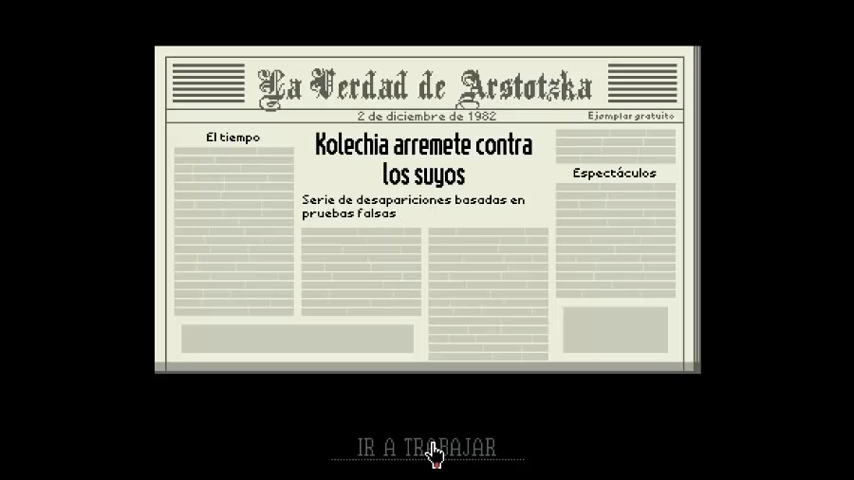 La Verdad de Arstotzka
2 de diciembre de 1982
Ejemplar gratuito
El tiempo
Kolechia arremete contra
los suyos
Serie de desapariciones basadas en
pruebas falsas
Espectáculos
IR A TRABAJAR